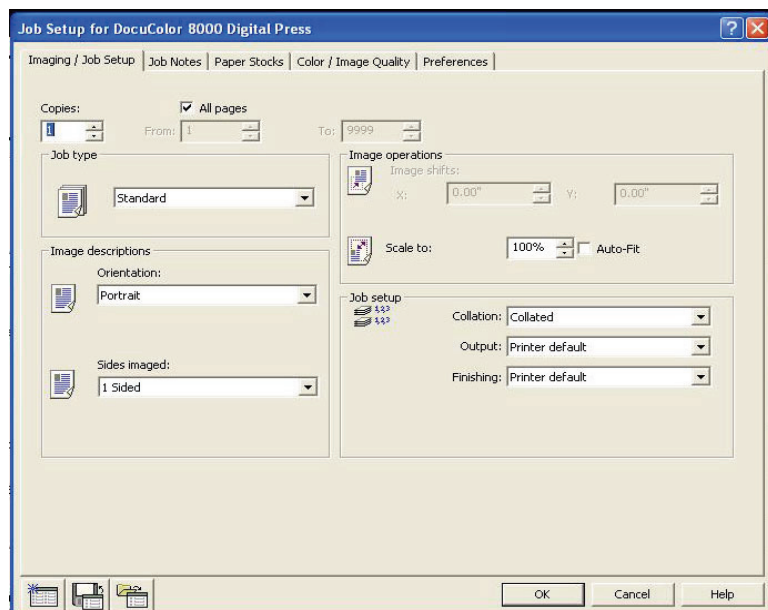 Job Setup for DocuColor 8000 Digital Press
Imaging / Job Setup Job Notes Paper Stocks Color / Image Quality Preferences
Copies: All pages
1 From: 1 To: 9999
Job type
Standard
Image operations
Image shifts:
X: 0.00" Y: 0.00"
Scale to: 100% Auto-Fit
Image descriptions
Orientation:
Portrait
Sides imaged:
1 Sided
Job setup
Collation: Collated
Output: Printer default
Finishing: Printer default
OK Cancel Help